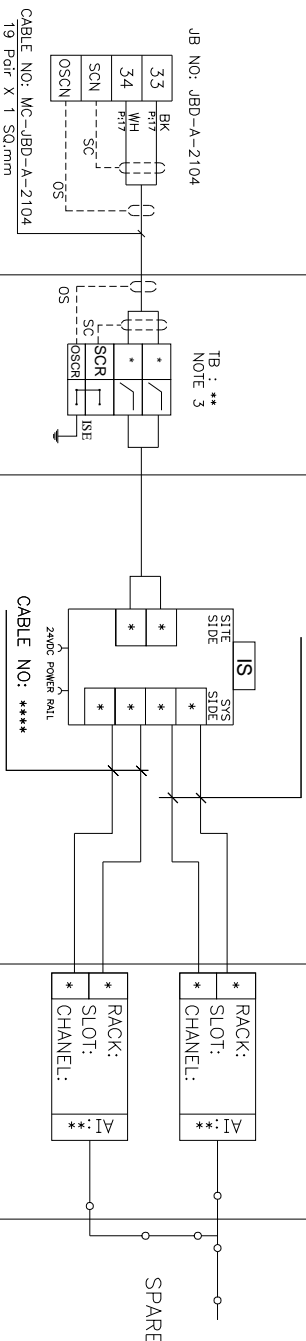 JB NO: JBD-A-2104
33
34
SCN
OSCN
BK
P:17
WH
P:17
SC
OS
CABLE NO: MC-JBD-A-2104
19 Pair X 1 SQ.mm
TB : **
NOTE 3
*
*
SCR
OSCR
SC
OS
ISE
IS
SITE
SIDE
SYS
SIDE
*
*
*
*
*
*
24VDC POWER RAIL
CABLE NO: ****
RACK:
SLOT:
CHANNEL:
*
*
AI:**
RACK:
SLOT:
CHANNEL:
*
*
AI:**
SPARE